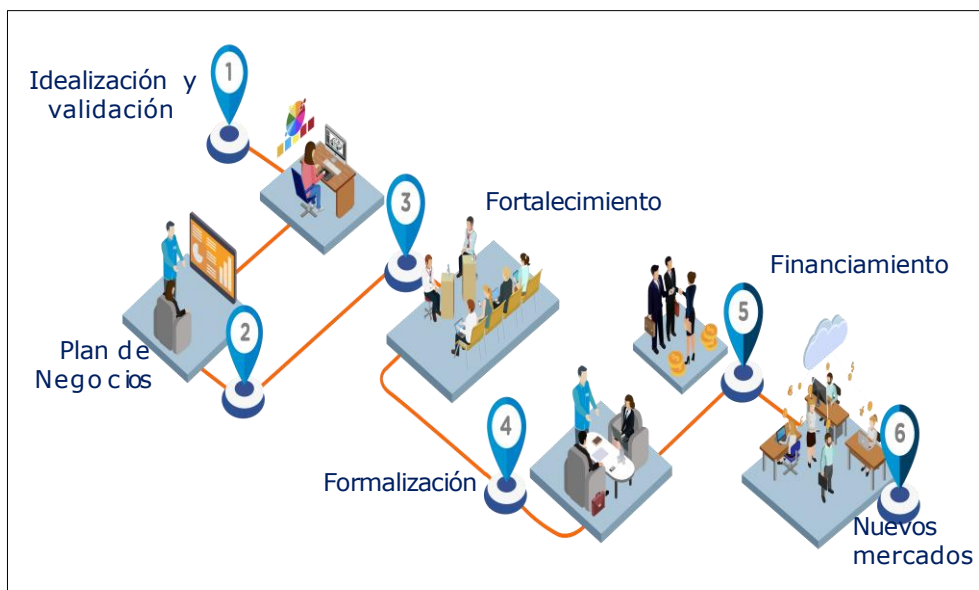 1
Idealización y
validación
3
Fortalecimiento
Financiamiento
5
2
Plan de
Negocios
4
Formalización
6
Nuevos
mercados